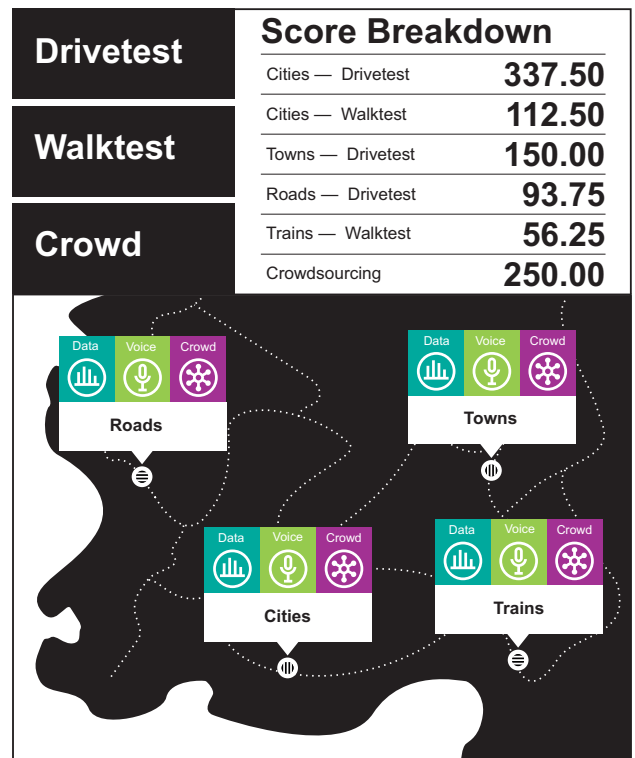 Drivetest
Walktest
Crowd
Score Breakdown
Cities — Drivetest 337.50
Cities — Walktest 112.50
Towns — Drivetest 150.00
Roads — Drivetest 93.75
Trains — Walktest 56.25
Crowdsourcing 250.00
Data Voice Crowd
Roads
Data Voice Crowd
Towns
Data Voice Crowd
Cities
Data Voice Crowd
Trains